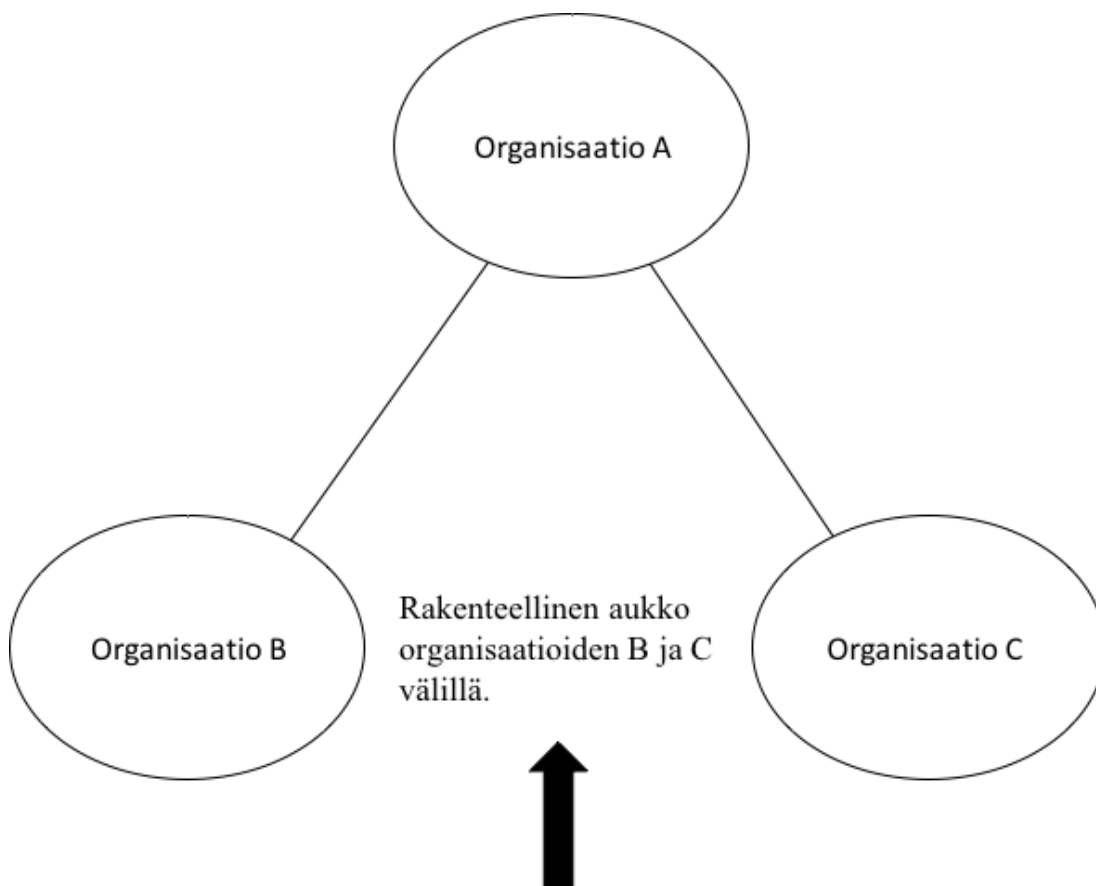 Organisaatio A
Organisaatio B
Rakenteellinen aukko
organisaatioiden B ja C
välillä.
Organisaatio C